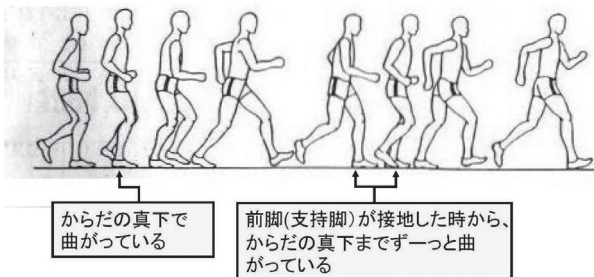 からだの真下で
曲がっている
前脚(支持脚)が接地した時から、
からだの真下までずーっと曲
がっている